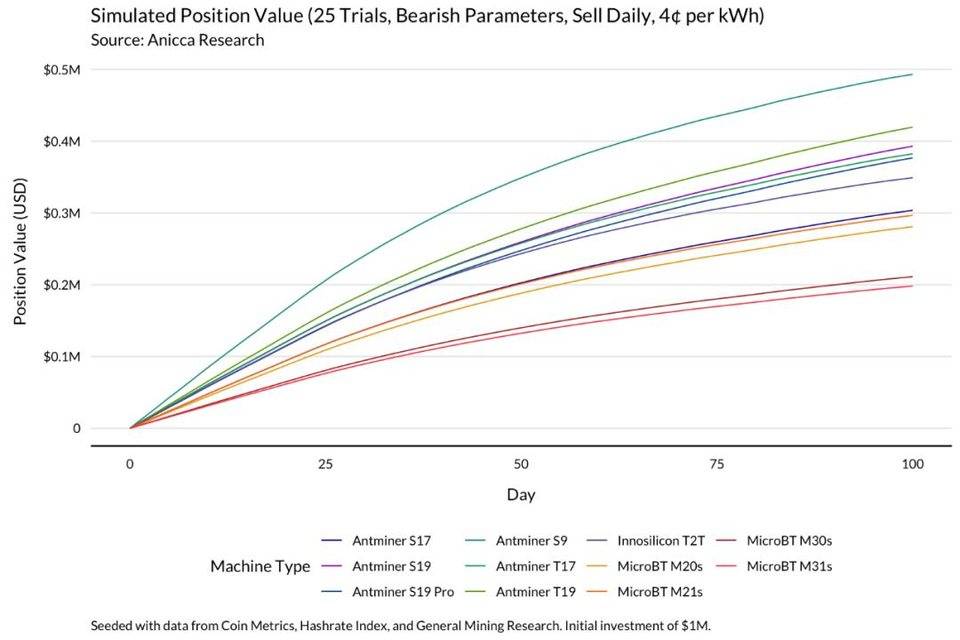 Simulated Position Value (25 Trials, Bearish Parameters, Sell Daily, 4¢ per kWh)
Source: Anicca Research
$0.5M
$0.4M
$0.3M
$0.2M
$0.1M
0
Position Value (USD)
0 25 50 75 100
Day
Machine Type
Antminer S17 Antminer S9 Innosilicon T2T MicroBT M30s
Antminer S19 Antminer T17 MicroBT M20s MicroBT M31s
Antminer S19 Pro Antminer T19 MicroBT M21s
Seeded with data from Coin Metrics, Hashrate Index, and General Mining Research. Initial investment of $1M.